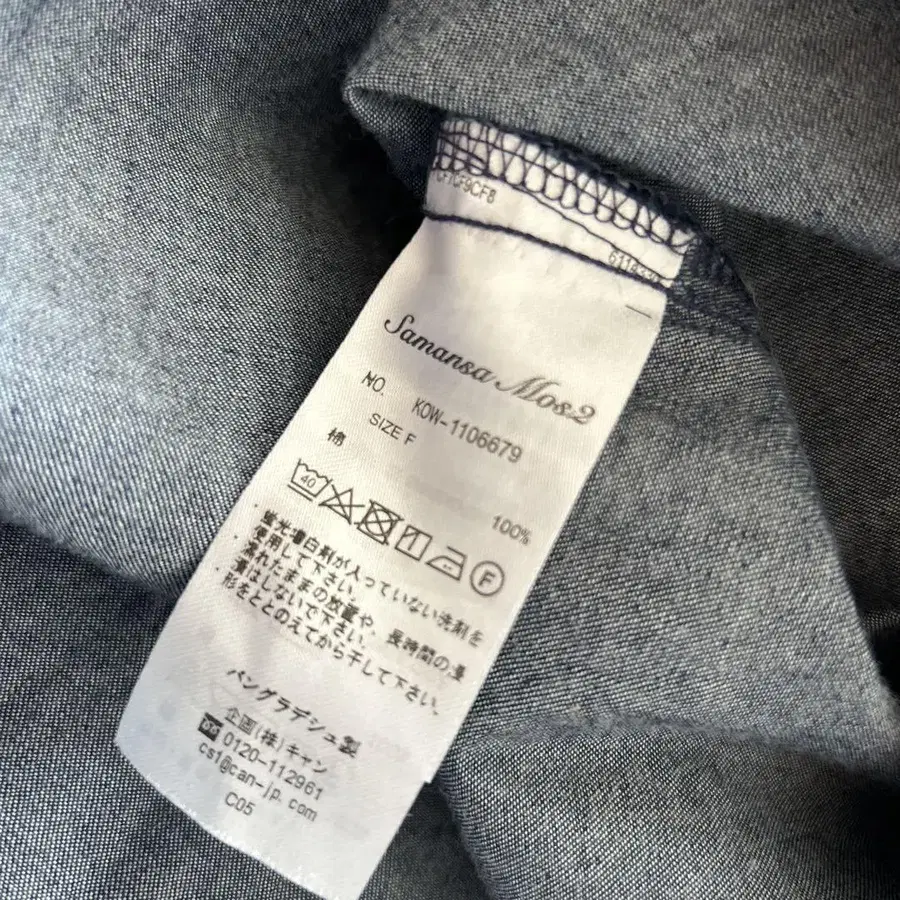 CF7CF9CF8
Samansa Mos2
NO. KOW-1106679
SIZE F
綿 100%
40
F
・蛍光増白剤が入っていない洗剤を
使用して下さい。
・濡れたままの放置や、長時間の浸
漬はしないで下さい。
・形をととのえてから干して下さい。
バングラデシュ製
企画(株)キャン
0120-112961
cs1@can-jp.com
C05